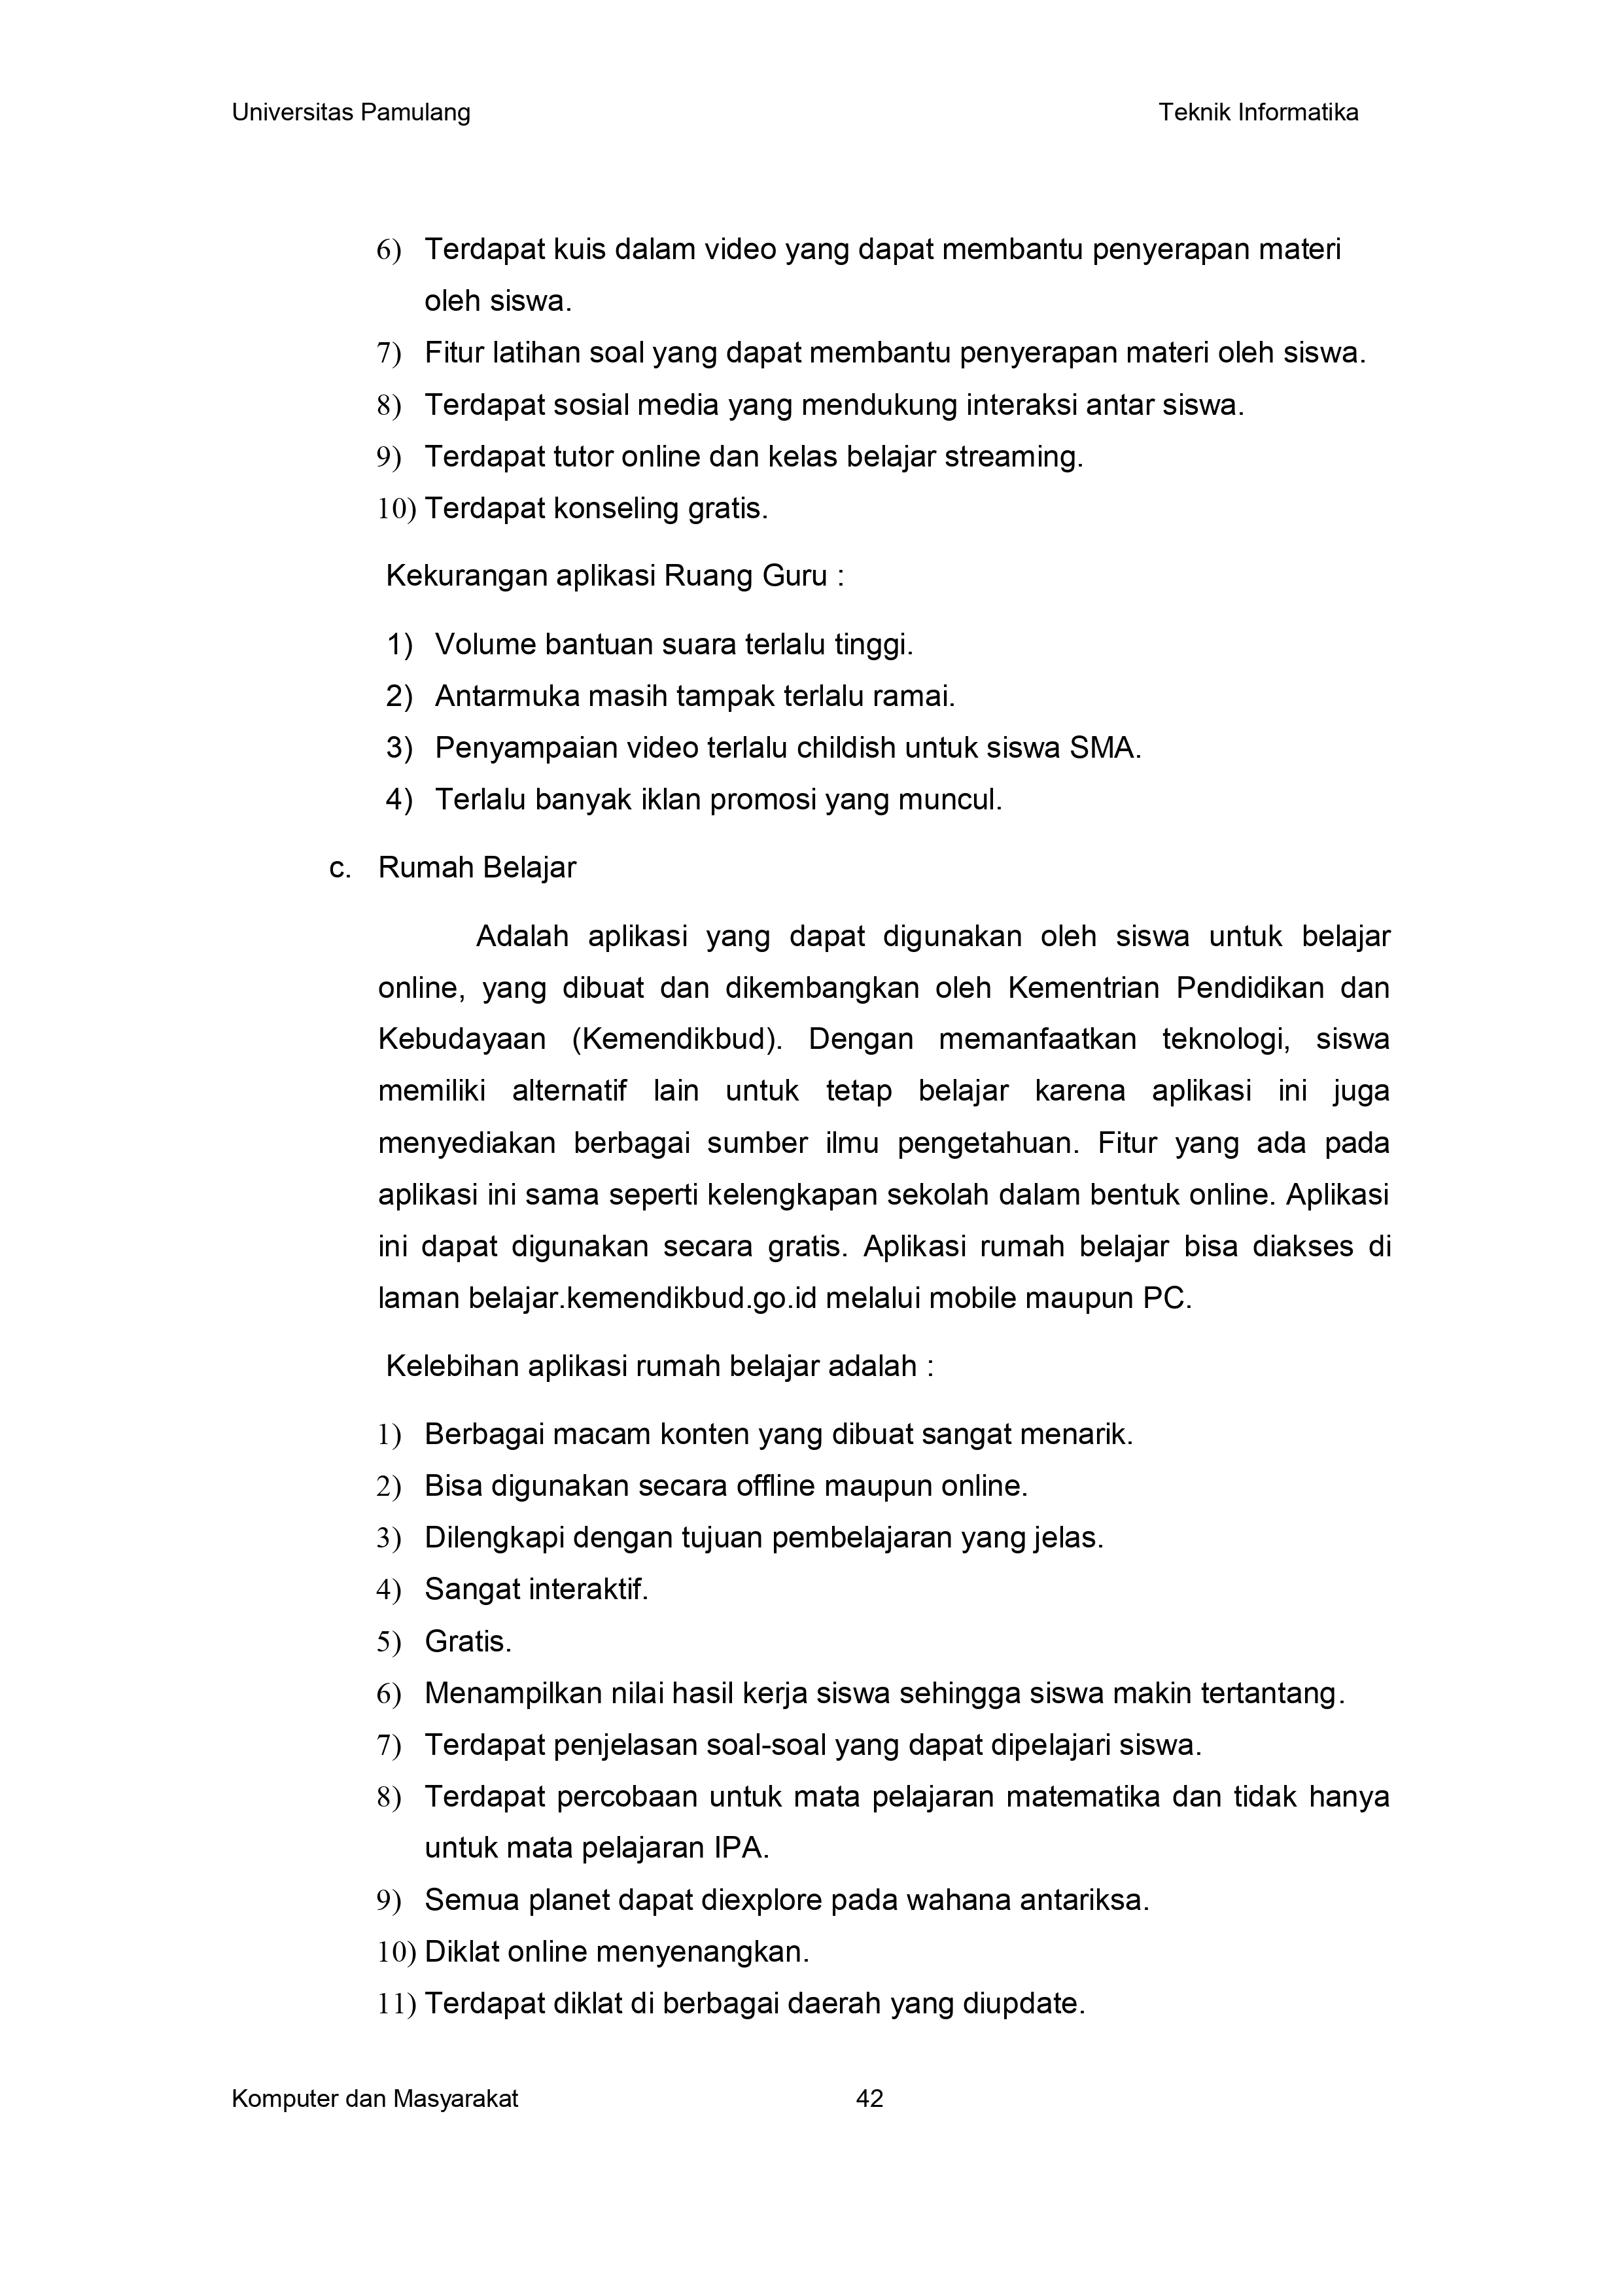 Universitas Pamulang Teknik Informatika
6) Terdapat kuis dalam video yang dapat membantu penyerapan materi
oleh siswa.
7) Fitur latihan soal yang dapat membantu penyerapan materi oleh siswa.
8) Terdapat sosial media yang mendukung interaksi antar siswa.
9) Terdapat tutor online dan kelas belajar streaming.
10) Terdapat konseling gratis.
Kekurangan aplikasi Ruang Guru :
1) Volume bantuan suara terlalu tinggi.
2) Antarmuka masih tampak terlalu ramai.
3) Penyampaian video terlalu childish untuk siswa SMA.
4) Terlalu banyak iklan promosi yang muncul.
c. Rumah Belajar
Adalah aplikasi yang dapat digunakan oleh siswa untuk belajar
online, yang dibuat dan dikembangkan oleh Kementrian Pendidikan dan
Kebudayaan (Kemendikbud). Dengan memanfaatkan teknologi, siswa
memiliki alternatif lain untuk tetap belajar karena aplikasi ini juga
menyediakan berbagai sumber ilmu pengetahuan. Fitur yang ada pada
aplikasi ini sama seperti kelengkapan sekolah dalam bentuk online. Aplikasi
ini dapat digunakan secara gratis. Aplikasi rumah belajar bisa diakses di
laman belajar.kemendikbud.go.id melalui mobile maupun PC.
Kelebihan aplikasi rumah belajar adalah :
1) Berbagai macam konten yang dibuat sangat menarik.
2) Bisa digunakan secara offline maupun online.
3) Dilengkapi dengan tujuan pembelajaran yang jelas.
4) Sangat interaktif.
5) Gratis.
6) Menampilkan nilai hasil kerja siswa sehingga siswa makin tertantang.
7) Terdapat penjelasan soal-soal yang dapat dipelajari siswa.
8) Terdapat percobaan untuk mata pelajaran matematika dan tidak hanya
untuk mata pelajaran IPA.
9) Semua planet dapat diexplore pada wahana antariksa.
10) Diklat online menyenangkan.
11) Terdapat diklat di berbagai daerah yang diupdate.
Komputer dan Masyarakat 42